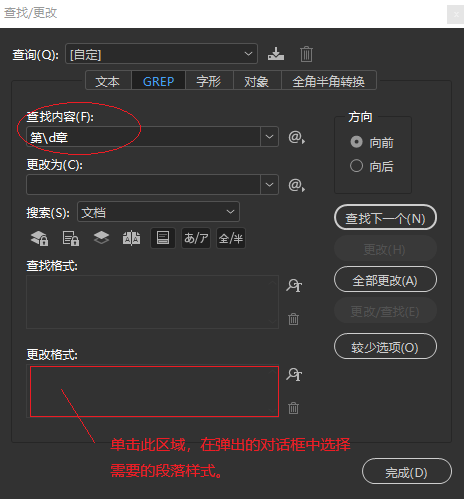 查找/更改
查询(Q): [自定]
文本 GREP 字形 对象 全角半角转换
查找内容(F):
第\d章
更改为(C):
搜索(S): 文档
あ/ア 全/半
查找格式:
更改格式:
方向
向前
向后
查找下一个(N)
更改(H)
全部更改(A)
更改/查找(E)
较少选项(O)
单击此区域，在弹出的对话框中选择
需要的段落样式。
完成(D)